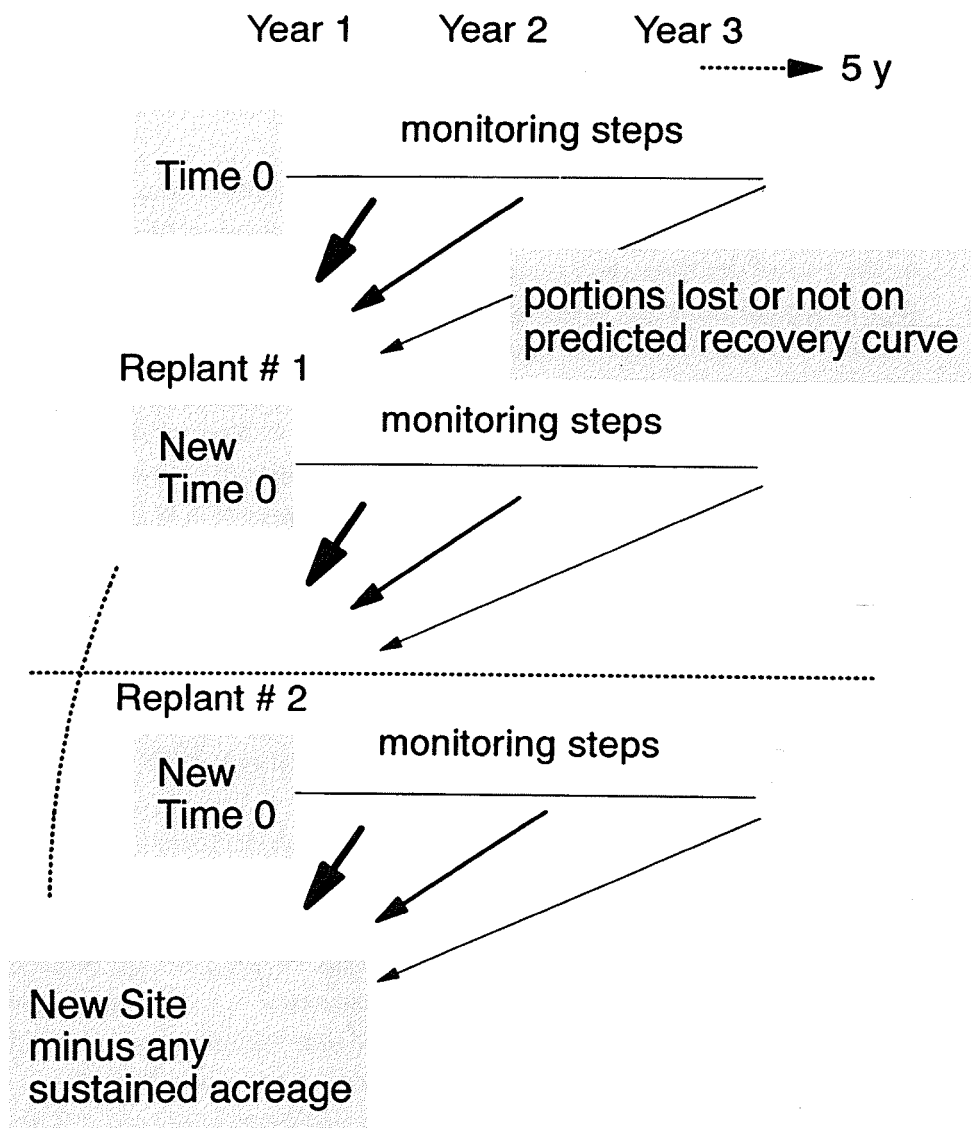 Year 1 Year 2 Year 3
5 y
monitoring steps
Time 0
portions lost or not on
predicted recovery curve
Replant # 1
monitoring steps
New
Time 0
Replant # 2
monitoring steps
New
Time 0
New Site
minus any
sustained acreage